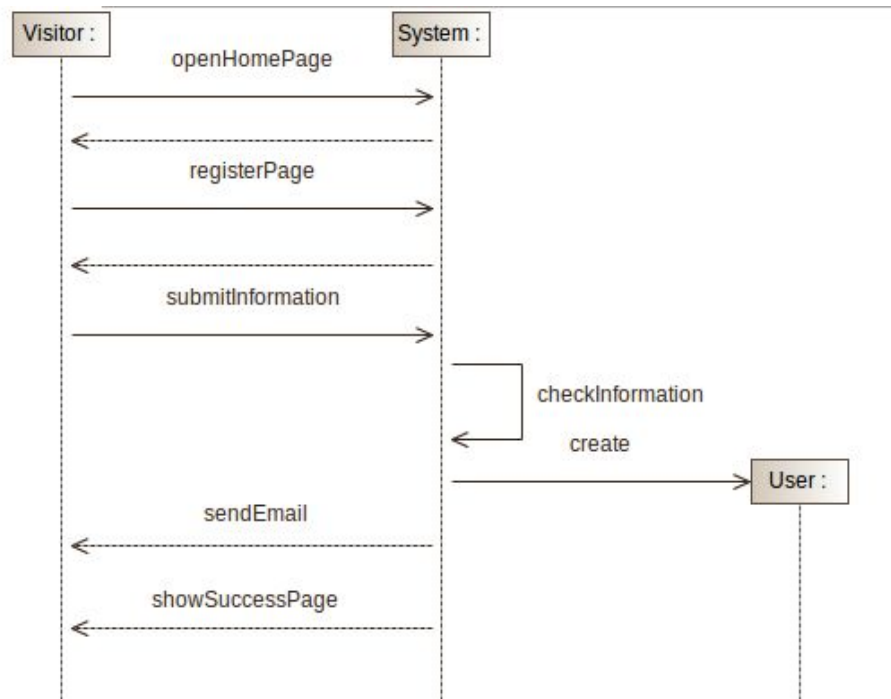 Visitor :
System :
openHomePage
registerPage
submitInformation
checkInformation
create
User :
sendEmail
showSuccessPage